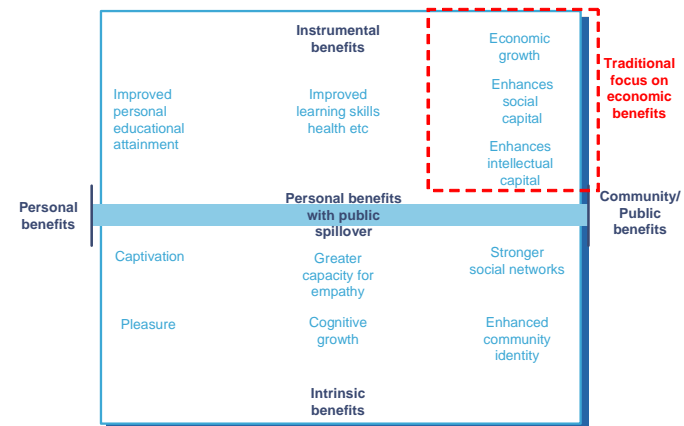 Instrumental
benefits
Economic
growth
Traditional
focus on
economic
benefits
Improved
personal
educational
attainment
Improved
learning skills
health etc
Enhances
social
capital
Enhances
intellectual
capital
Personal
benefits
Personal benefits
with public
spillover
Community/
Public
benefits
Captivation
Greater
capacity for
empathy
Stronger
social networks
Pleasure
Cognitive
growth
Enhanced
community
identity
Intrinsic
benefits